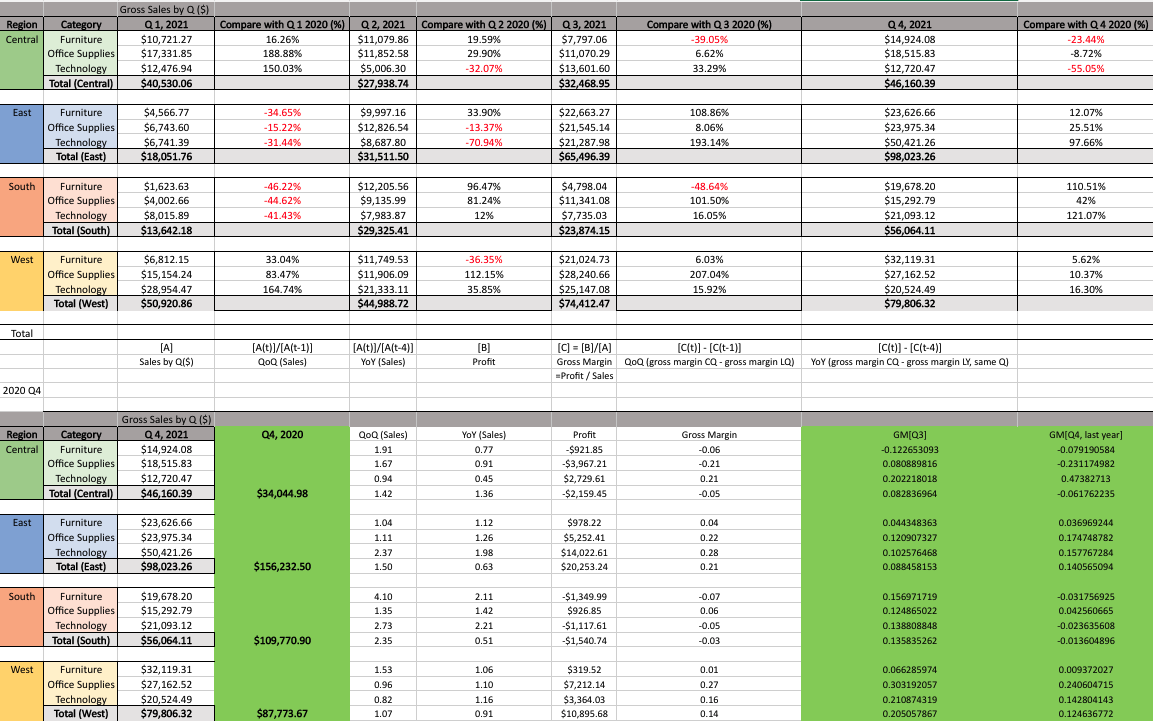 Gross Sales by Q ($)
Region Category Q 1, 2021 Compare with Q 1 2020 (%) Q 2, 2021 Compare with Q 2 2020 (%) Q 3, 2021 Compare with Q 3 2020 (%) Q 4, 2021 Compare with Q 4 2020 (%)
Central Furniture $10,721.27 16.26% $11,079.86 19.59% $7,797.06 -39.05% $14,924.08 -23.44%
Office Supplies $17,331.85 188.88% $11,852.58 29.90% $11,070.29 6.62% $18,515.83 -8.72%
Technology $12,476.94 150.03% $5,006.30 -32.07% $13,601.60 33.29% $12,720.47 -55.05%
Total (Central) $40,530.06 $27,938.74 $32,468.95 $46,160.39
East Furniture $4,566.77 -34.65% $9,997.16 33.90% $22,663.27 108.86% $23,626.66 12.07%
Office Supplies $6,743.60 -15.22% $12,826.54 -13.37% $21,545.14 8.06% $23,975.34 25.51%
Technology $6,741.39 -31.44% $8,687.80 -70.94% $21,287.98 193.14% $50,421.26 97.66%
Total (East) $18,051.76 $31,511.50 $65,496.39 $98,023.26
South Furniture $1,623.63 -46.22% $12,205.56 96.47% $4,798.04 -48.64% $19,678.20 110.51%
Office Supplies $4,002.66 -44.62% $9,135.99 81.24% $11,341.08 101.50% $15,292.79 42%
Technology $8,015.89 -41.43% $7,983.87 12% $7,735.03 16.05% $21,093.12 121.07%
Total (South) $13,642.18 $29,325.41 $23,874.15 $56,064.11
West Furniture $6,812.15 33.04% $11,749.53 -36.35% $21,024.73 6.03% $32,119.31 5.62%
Office Supplies $15,154.24 83.47% $11,906.09 112.15% $28,240.66 207.04% $27,162.52 10.37%
Technology $28,954.47 164.74% $21,333.11 35.85% $25,147.08 15.92% $20,524.49 16.30%
Total (West) $50,920.86 $44,988.72 $74,412.47 $79,806.32
Total
[A] [A(t)]/[A(t-1)] [A(t)]/[A(t-4)] [B] [C] = [B]/[A] [C(t)] - [C(t-1)] [C(t)] - [C(t-4)]
Sales by Q($) QoQ (Sales) YoY (Sales) Profit Gross Margin QoQ (gross margin CQ - gross margin LQ) YoY (gross margin CQ - gross margin LY, same Q)
=Profit / Sales
2020 Q4
Gross Sales by Q ($)
Region Category Q 4, 2021 Q4, 2020 QoQ (Sales) YoY (Sales) Profit Gross Margin GM[Q3] GM[Q4, last year]
Central Furniture $14,924.08 1.91 0.77 -$921.85 -0.06 -0.122653093 -0.079190584
Office Supplies $18,515.83 1.67 0.91 -$3,967.21 -0.21 0.080889816 -0.231174982
Technology $12,720.47 0.94 0.45 $2,729.61 0.21 0.202218018 0.47382713
Total (Central) $46,160.39 $34,044.98 1.42 1.36 -$2,159.45 -0.05 0.082836964 -0.061762235
East Furniture $23,626.66 1.04 1.12 $978.22 0.04 0.044348363 0.036969244
Office Supplies $23,975.34 1.11 1.26 $5,252.41 0.22 0.120907327 0.174748782
Technology $50,421.26 2.37 1.98 $14,022.61 0.28 0.102576468 0.157767284
Total (East) $98,023.26 $156,232.50 1.50 0.63 $20,253.24 0.21 0.088458153 0.140565094
South Furniture $19,678.20 4.10 2.11 -$1,349.99 -0.07 0.156971719 -0.031756925
Office Supplies $15,292.79 1.35 1.42 $926.85 0.06 0.124865022 0.042560665
Technology $21,093.12 2.73 2.21 -$1,117.61 -0.05 0.138808848 -0.023635608
Total (South) $56,064.11 $109,770.90 2.35 0.51 -$1,540.74 -0.03 0.135835262 -0.013604896
West Furniture $32,119.31 1.53 1.06 $319.52 0.01 0.066285974 0.009372027
Office Supplies $27,162.52 0.96 1.10 $7,212.14 0.27 0.303192057 0.240604715
Technology $20,524.49 0.82 1.16 $3,364.03 0.16 0.210874319 0.142804143
Total (West) $79,806.32 $87,773.67 1.07 0.91 $10,895.68 0.14 0.205057867 0.124636772